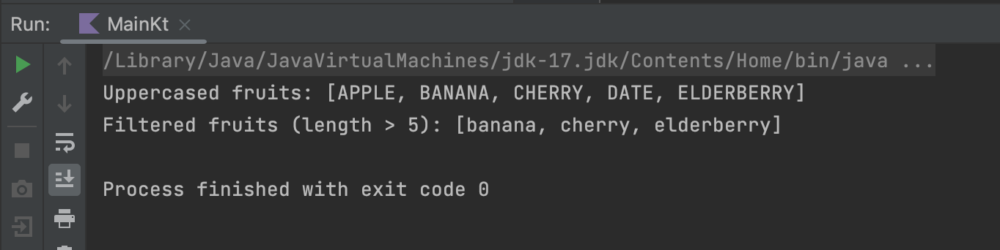 Run: MainKt
/Library/Java/JavaVirtualMachines/jdk-17.jdk/Contents/Home/bin/java ...
Uppercased fruits: [APPLE, BANANA, CHERRY, DATE, ELDERBERRY]
Filtered fruits (length > 5): [banana, cherry, elderberry]
Process finished with exit code 0